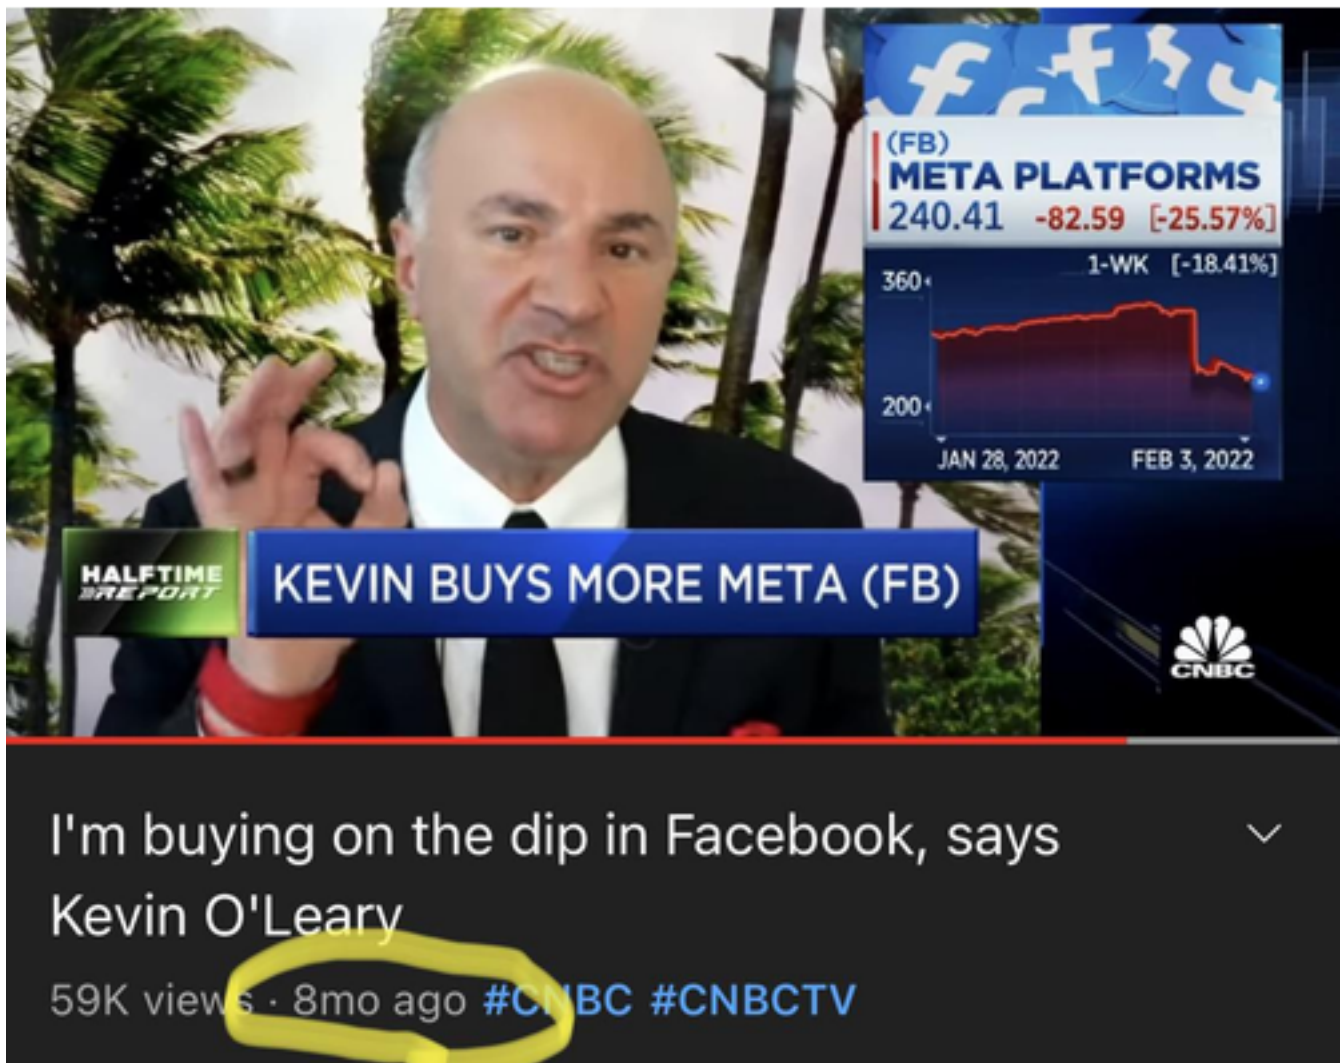 (FB)
META PLATFORMS
240.41 -82.59 [-25.57%]
1-WK [-18.41%]
360
200
JAN 28, 2022 FEB 3, 2022
HALFTIME
REPORT
KEVIN BUYS MORE META (FB)
CNBC
I'm buying on the dip in Facebook, says
Kevin O'Leary
59K views · 8mo ago #CNBC #CNBCTV